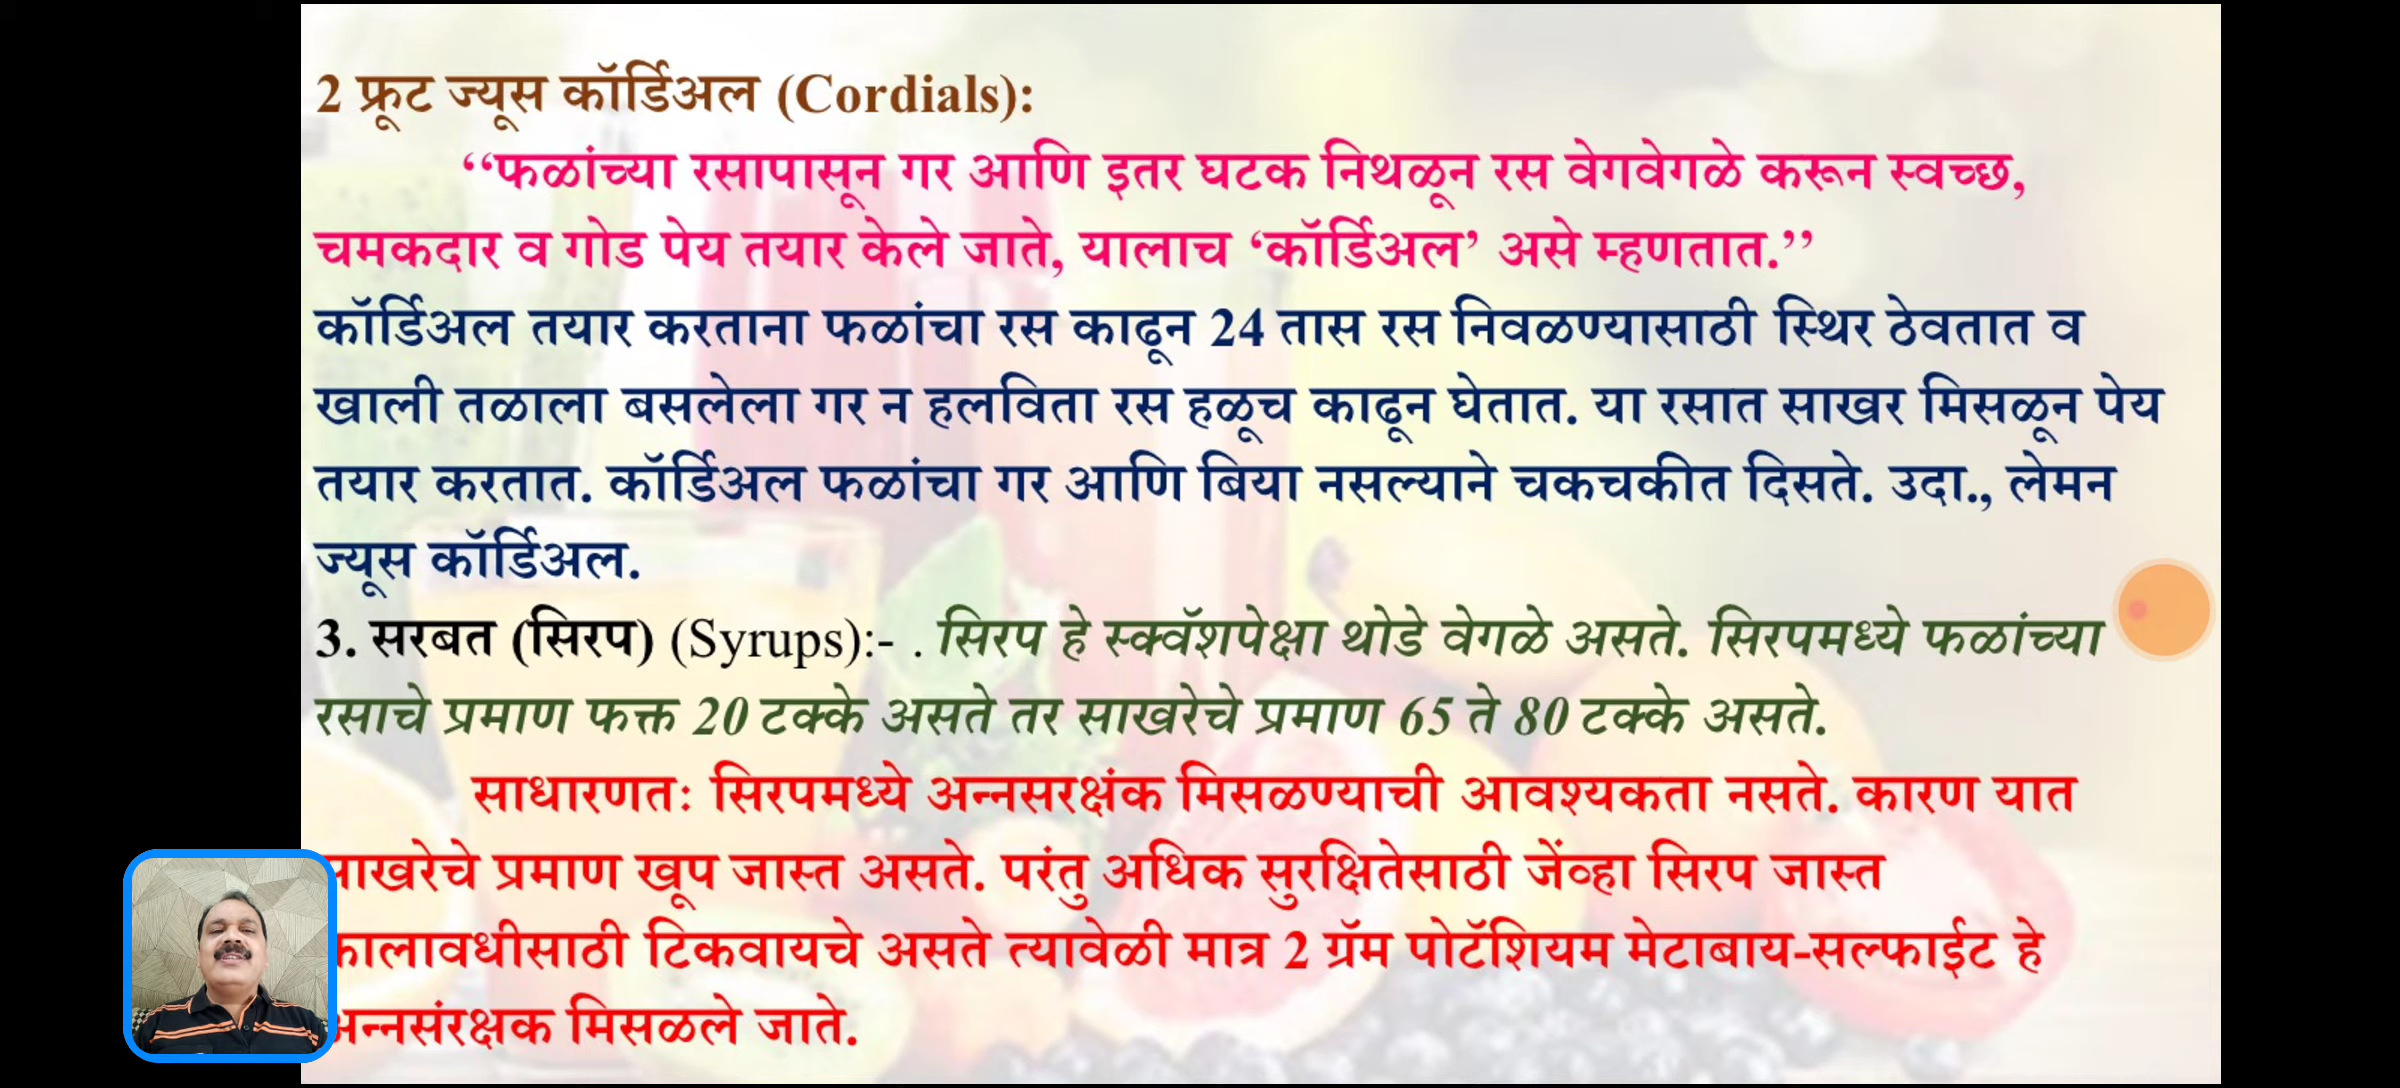 2 फ्रूट ज्यूस कॉर्डिअल (Cordials):
‘‘फळांच्या रसापासून गर आणि इतर घटक निथळून रस वेगवेगळे करून स्वच्छ,
चमकदार व गोड पेय तयार केले जाते, यालाच ‘कॉर्डिअल’ असे म्हणतात.’’
कॉर्डिअल तयार करताना फळांचा रस काढून 24 तास रस निवळण्यासाठी स्थिर ठेवतात व
खाली तळाला बसलेला गर न हलविता रस हळूच काढून घेतात. या रसात साखर मिसळून पेय
तयार करतात. कॉर्डिअल फळांचा गर आणि बिया नसल्याने चकचकीत दिसते. उदा., लेमन
ज्यूस कॉर्डिअल.
3. सरबत (सिरप) (Syrups):- . सिरप हे स्क्वॅशपेक्षा थोडे वेगळे असते. सिरपमध्ये फळांच्या
रसाचे प्रमाण फक्त 20 टक्के असते तर साखरेचे प्रमाण 65 ते 80 टक्के असते.
साधारणतः सिरपमध्ये अन्नसरक्षंक मिसळण्याची आवश्यकता नसते. कारण यात
साखरेचे प्रमाण खूप जास्त असते. परंतु अधिक सुरक्षितेसाठी जेंव्हा सिरप जास्त
कालावधीसाठी टिकवायचे असते त्यावेळी मात्र 2 ग्रॅम पोटॅशियम मेटाबाय-सल्फाईट हे
अन्नसंरक्षक मिसळले जाते.